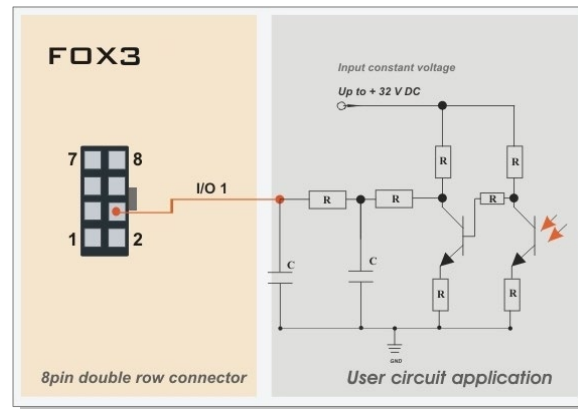 FOX3
Input constant voltage
Up to + 32 V DC
7 8
R R
I/O 1
R R R
1 2
C C
R R
GND
8pin double row connector
User circuit application